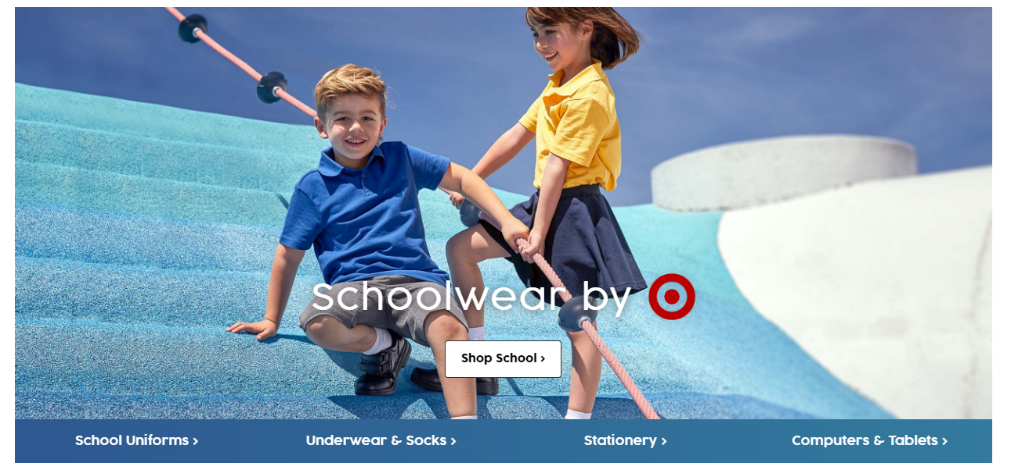 schoolwear by
Shop School ›
School Uniforms ›
Underwear & Socks ›
Stationery ›
Computers & Tablets ›